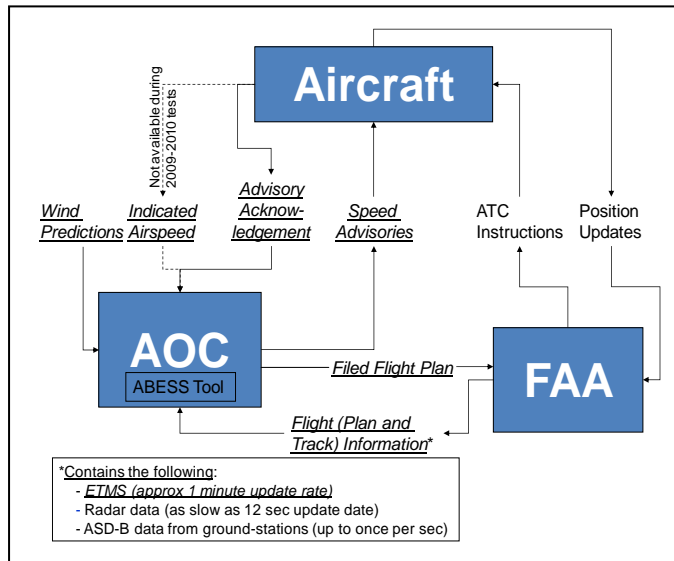 Aircraft
Not available during
2009-2010 tests
Wind
Predictions
Indicated
Airspeed
Advisory
Acknow-
ledgement
Speed
Advisories
ATC
Instructions
Position
Updates
AOC
ABESS Tool
Filed Flight Plan
FAA
Flight (Plan and
Track) Information*
*Contains the following:
- ETMS (approx 1 minute update rate)
- Radar data (as slow as 12 sec update date)
- ASD-B data from ground-stations (up to once per sec)